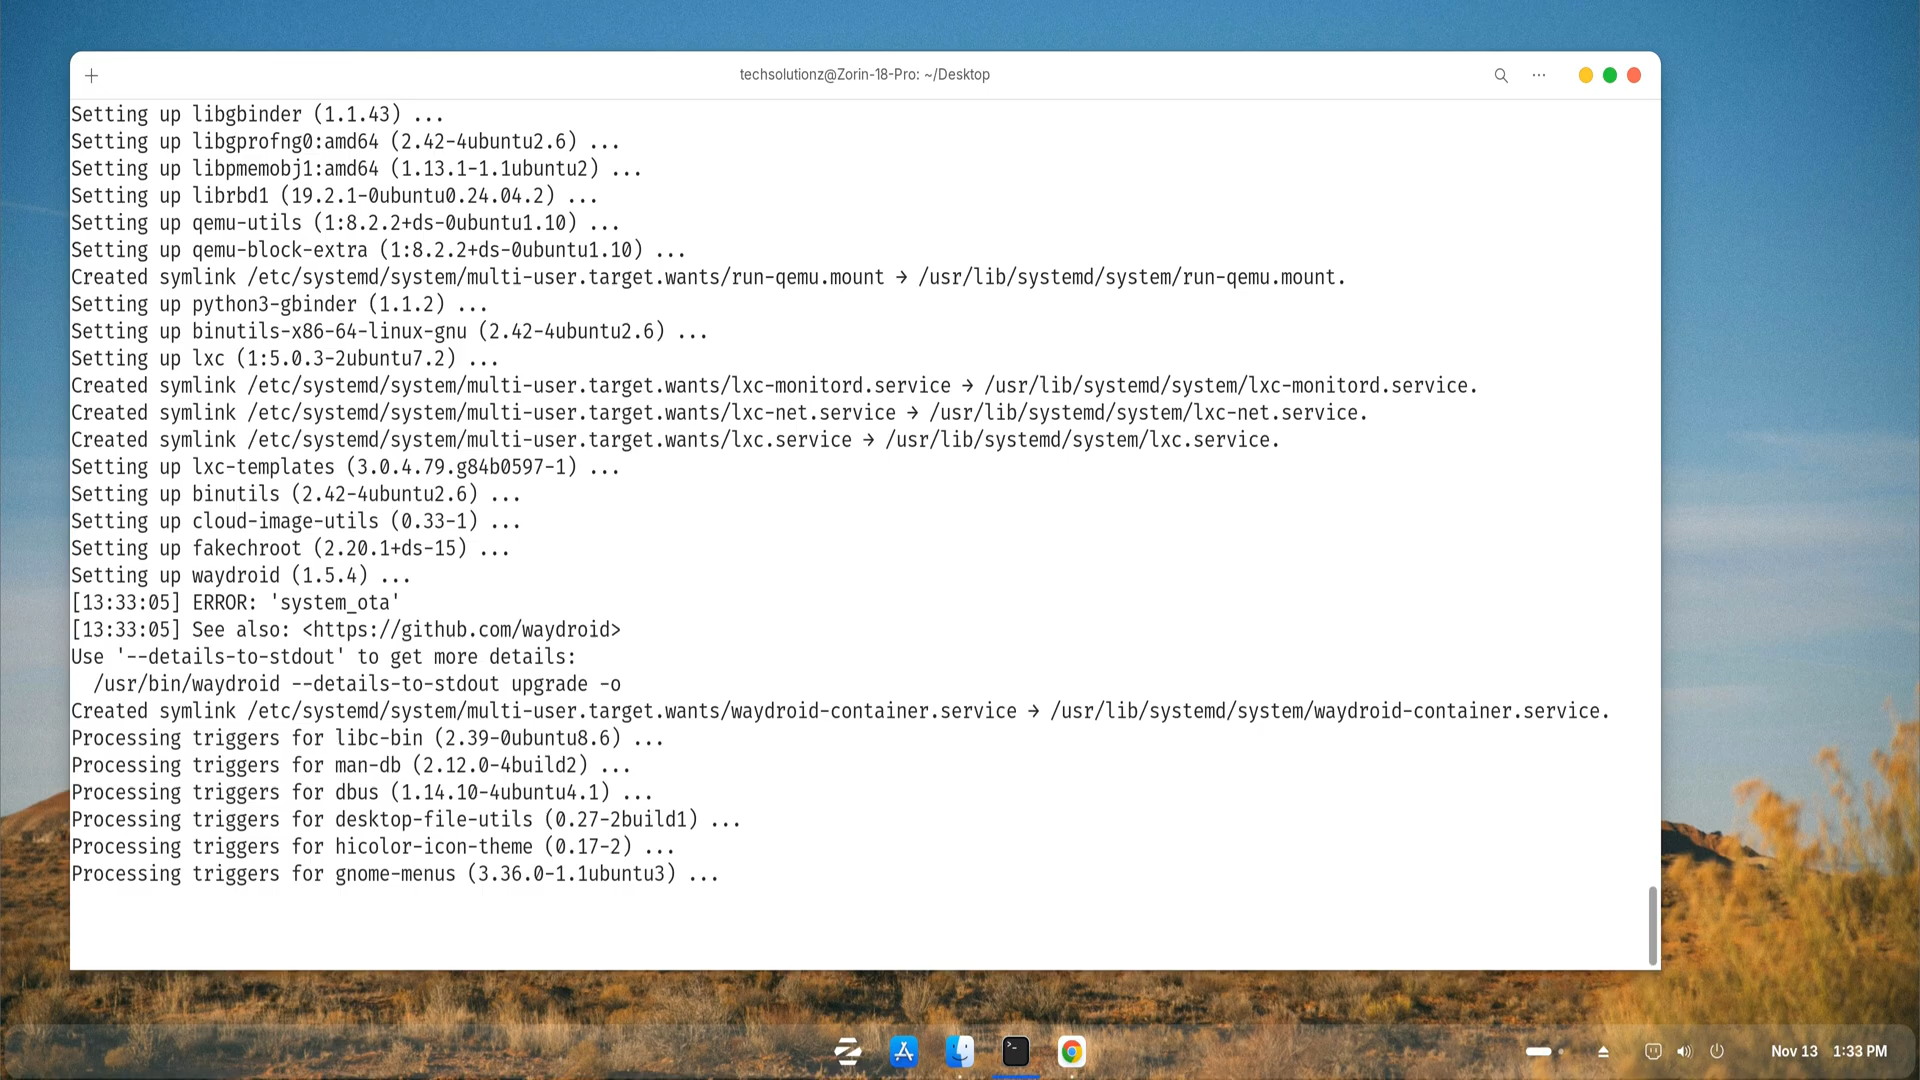 techsolutionz@Zorin-18-Pro: ~/Desktop
Setting up libgbinder (1.1.43) ...
Setting up libgprofng0:amd64 (2.42-4ubuntu2.6) ...
Setting up libpmemobj1:amd64 (1.13.1-1.1ubuntu2) ...
Setting up librbd1 (19.2.1-0ubuntu0.24.04.2) ...
Setting up qemu-utils (1:8.2.2+ds-0ubuntu1.10) ...
Setting up qemu-block-extra (1:8.2.2+ds-0ubuntu1.10) ...
Created symlink /etc/systemd/system/multi-user.target.wants/run-qemu.mount → /usr/lib/systemd/system/run-qemu.mount.
Setting up python3-gbinder (1.1.2) ...
Setting up binutils-x86-64-linux-gnu (2.42-4ubuntu2.6) ...
Setting up lxc (1:5.0.3-2ubuntu7.2) ...
Created symlink /etc/systemd/system/multi-user.target.wants/lxc-monitord.service → /usr/lib/systemd/system/lxc-monitord.service.
Created symlink /etc/systemd/system/multi-user.target.wants/lxc-net.service → /usr/lib/systemd/system/lxc-net.service.
Created symlink /etc/systemd/system/multi-user.target.wants/lxc.service → /usr/lib/systemd/system/lxc.service.
Setting up lxc-templates (3.0.4.79.g84b0597-1) ...
Setting up binutils (2.42-4ubuntu2.6) ...
Setting up cloud-image-utils (0.33-1) ...
Setting up fakechroot (2.20.1+ds-15) ...
Setting up waydroid (1.5.4) ...
[13:33:05] ERROR: 'system_ota'
[13:33:05] See also: <https://github.com/waydroid>
Use '--details-to-stdout' to get more details:
  /usr/bin/waydroid --details-to-stdout upgrade -o
Created symlink /etc/systemd/system/multi-user.target.wants/waydroid-container.service → /usr/lib/systemd/system/waydroid-container.service.
Processing triggers for libc-bin (2.39-0ubuntu8.6) ...
Processing triggers for man-db (2.12.0-4build2) ...
Processing triggers for dbus (1.14.10-4ubuntu4.1) ...
Processing triggers for desktop-file-utils (0.27-2build1) ...
Processing triggers for hicolor-icon-theme (0.17-2) ...
Processing triggers for gnome-menus (3.36.0-1.1ubuntu3) ...
Nov 13 1:33 PM